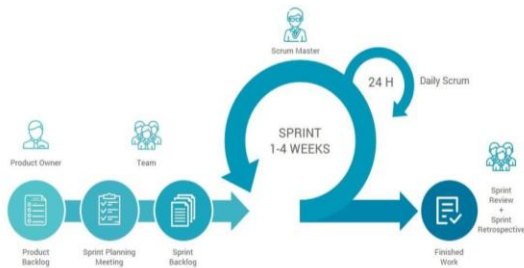 Scrum Master
24 H
Daily Scrum
SPRINT
1-4 WEEKS
Product Owner
Team
Sprint
Review
+
Sprint
Retrospective
Product
Backlog
Sprint Planning
Meeting
Sprint
Backlog
Finished
Work